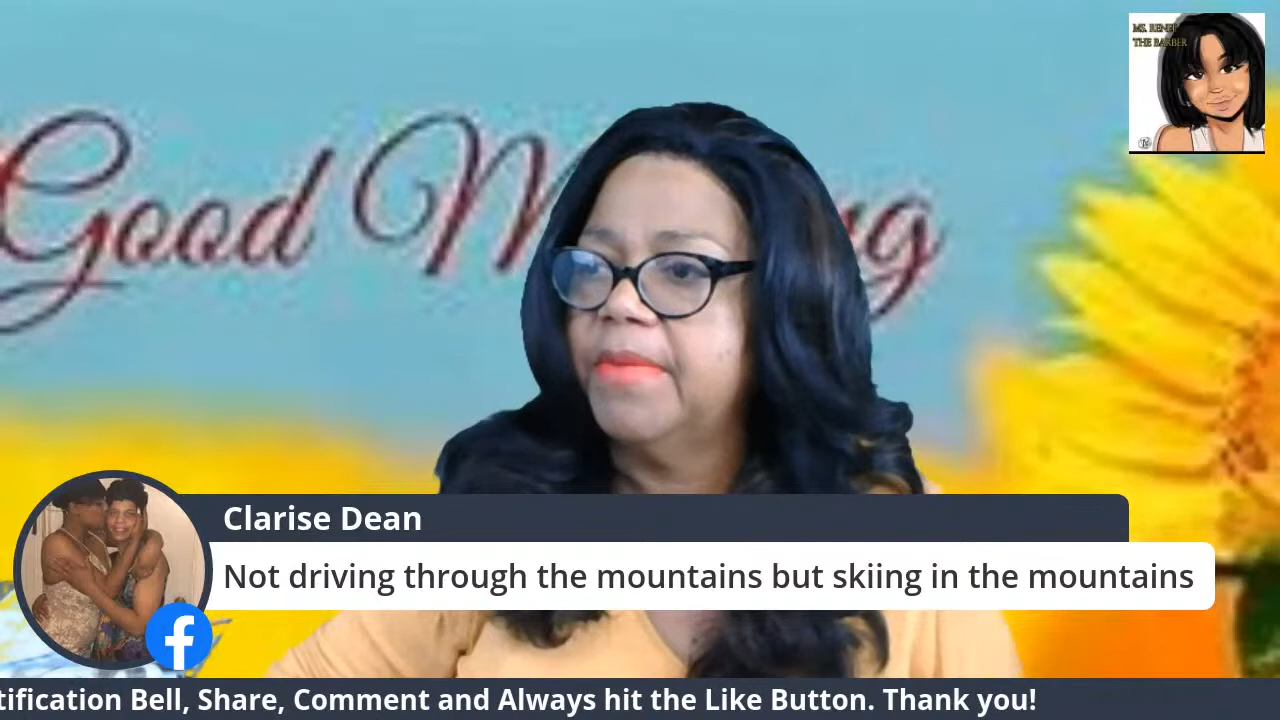 MS. RENEE
THE BARBER
Good M ng
Clarise Dean
Not driving through the mountains but skiing in the mountains
tification Bell, Share, Comment and Always hit the Like Button. Thank you!